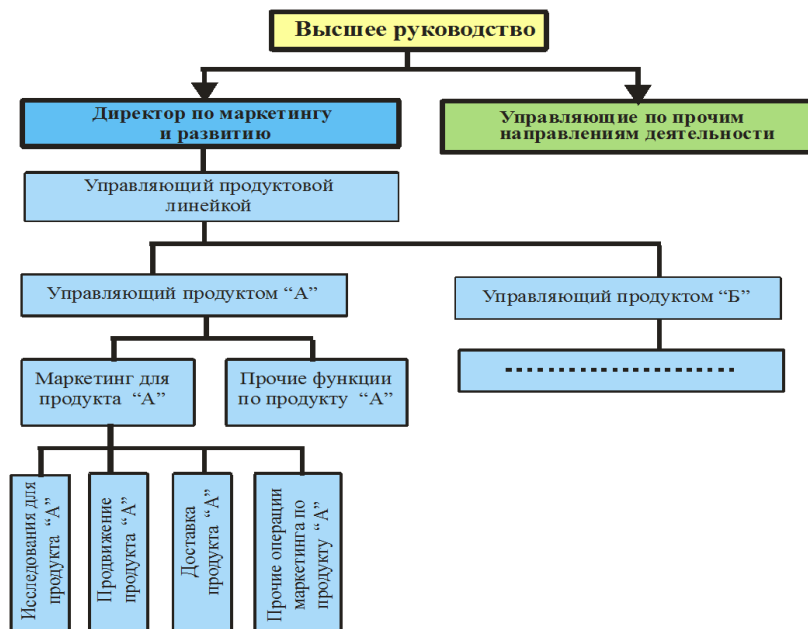 Высшее руководство
Директор по маркетингу
и развитию
Управляющие по прочим
направлениям деятельности
Управляющий продуктовой
линейкой
Управляющий продуктом “А”
Управляющий продуктом “Б”
Маркетинг для
продукта “А”
Прочие функции
по продукту “А”
Исследования для
продукта “А”
Продвижение
продукта “А”
Доставка
продукта “А”
Прочие операции
маркетинга по
продукту “А”